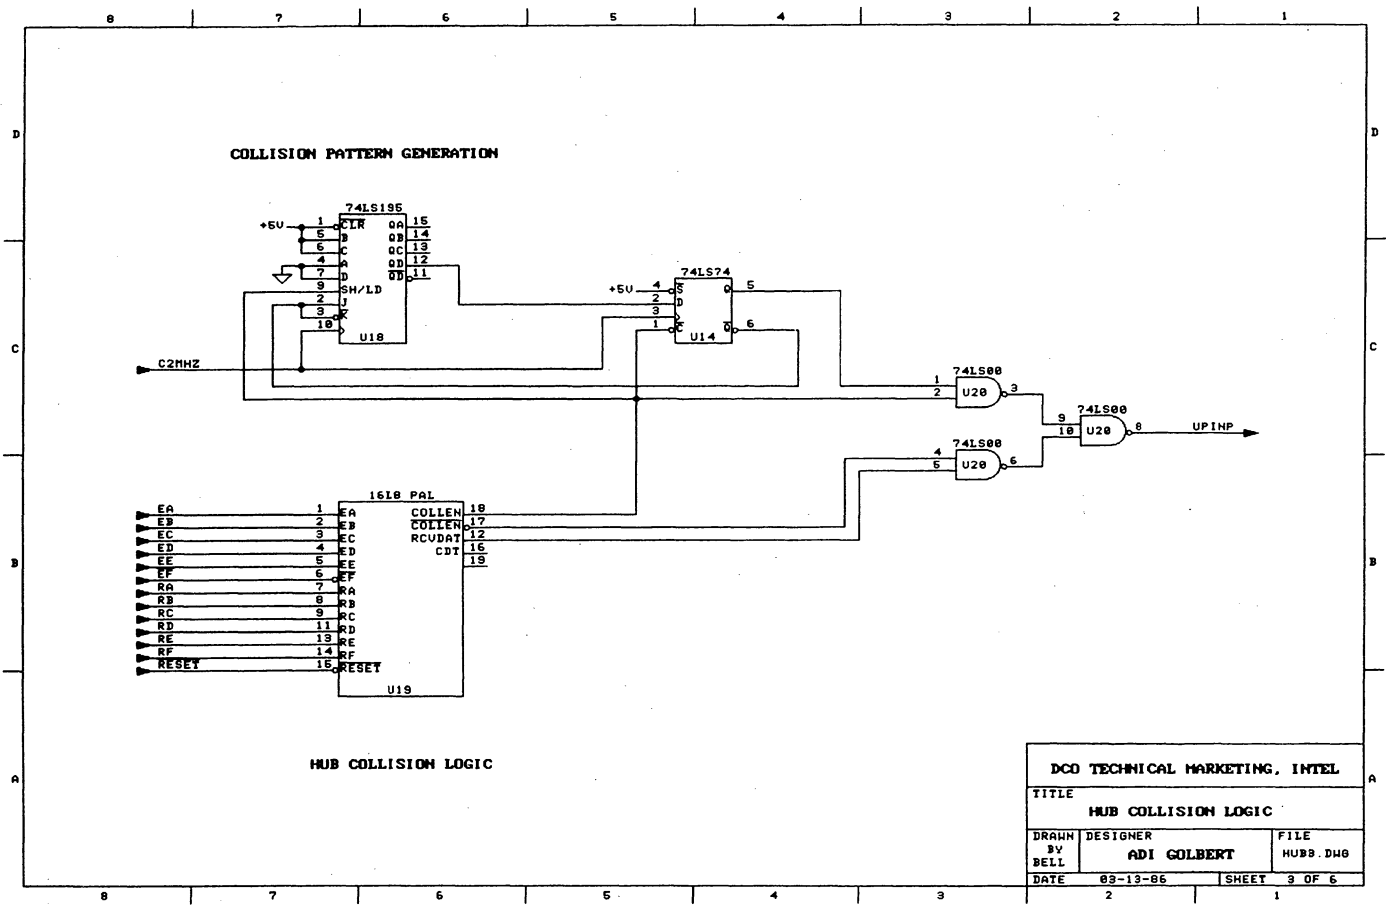 8 7 6 5 4 3 2 1
D D
COLLISION PATTERN GENERATION
74LS195
+5V 1 CLR QA 15
5 B QB 14
6 C QC 13
4 A QD 12
7 D QD 11
9 SH/LD
2 J
3 K
10
U18
74LS74
+5V 4 S Q 5
2 D
3
1 C Q 6
U14
C C
C2MHZ
74LS00
1 U20 3
2
74LS00
9 U20 8 UPINP
10
74LS00
4 U20 6
5
16L8 PAL
EA 1 EA COLLEN 18
EB 2 EB COLLEN 17
EC 3 EC RCVDAT 12
ED 4 ED CDT 16
EE 5 EE 19
EF 6 EF
RA 7 RA
RB 8 RB
RC 9 RC
RD 11 RD
RE 13 RE
RF 14 RF
RESET 15 RESET
U19
B B
HUB COLLISION LOGIC
A A
DCO TECHNICAL MARKETING, INTEL
TITLE
HUB COLLISION LOGIC
DRAWN BY BELL
DESIGNER
ADI GOLBERT
FILE
HUB3.DWG
DATE 03-13-86 SHEET 3 OF 6
8 7 6 5 4 3 2 1